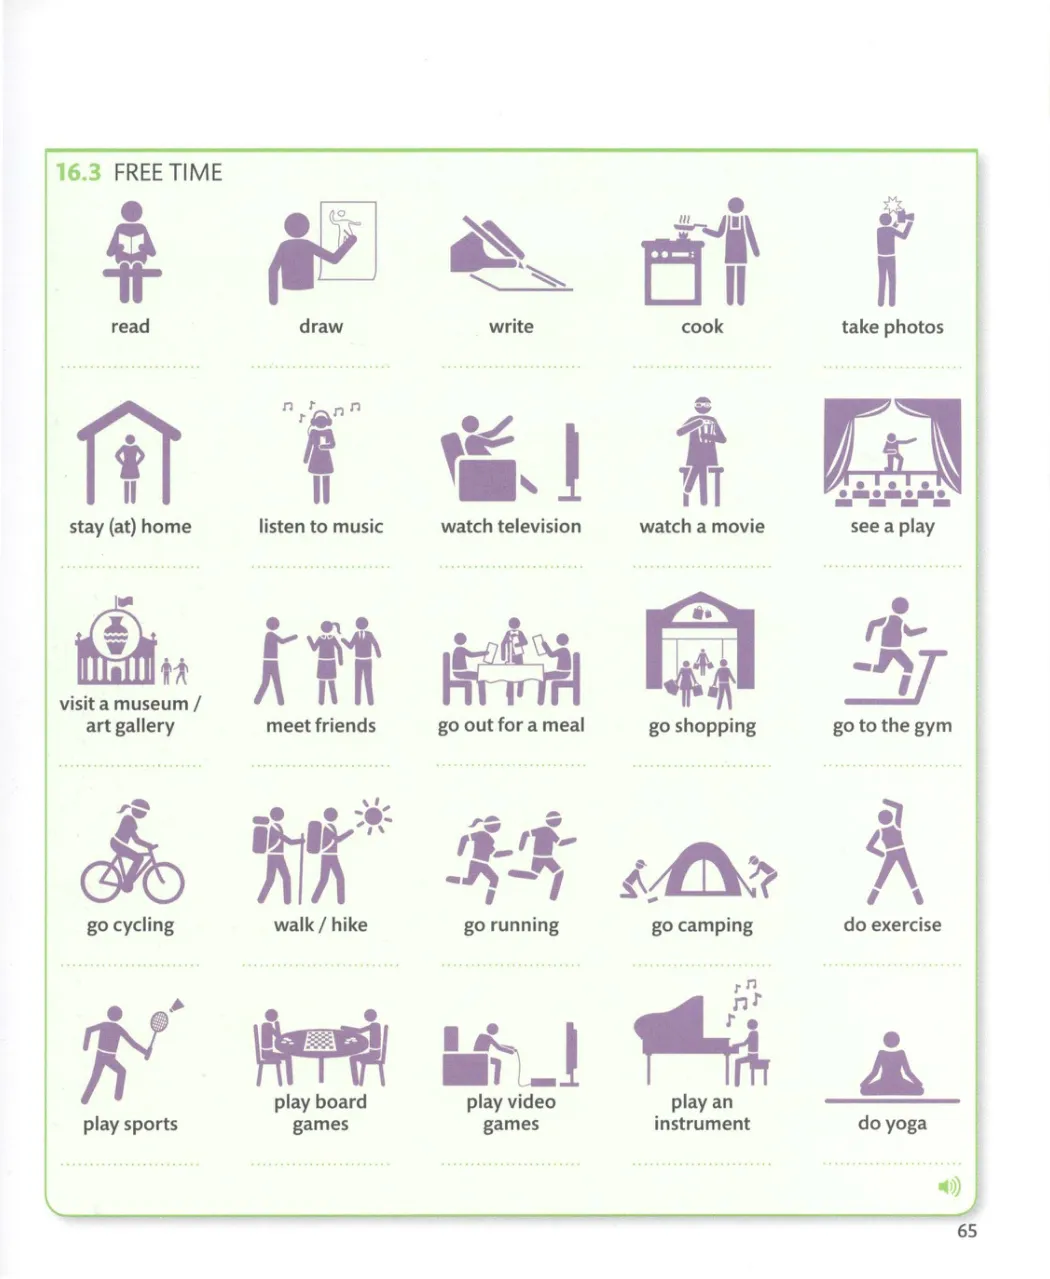 16.3 FREE TIME
read
draw
write
cook
take photos
stay (at) home
listen to music
watch television
watch a movie
see a play
visit a museum /
art gallery
meet friends
go out for a meal
go shopping
go to the gym
go cycling
walk / hike
go running
go camping
do exercise
play sports
play board
games
play video
games
play an
instrument
do yoga
65